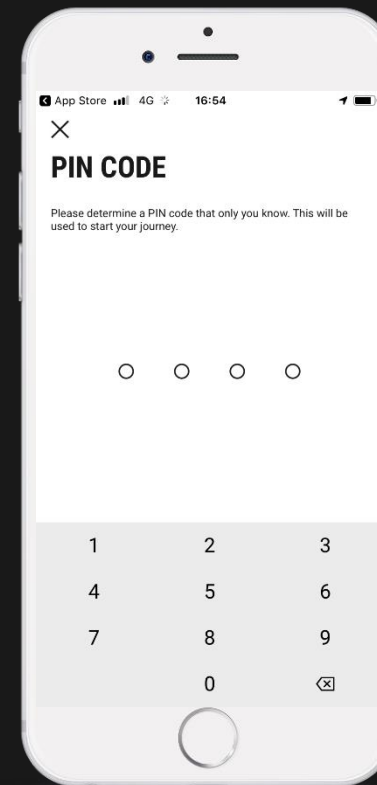 App Store 4G 16:54
PIN CODE
Please determine a PIN code that only you know. This will be
used to start your journey.
1 2 3
4 5 6
7 8 9
0